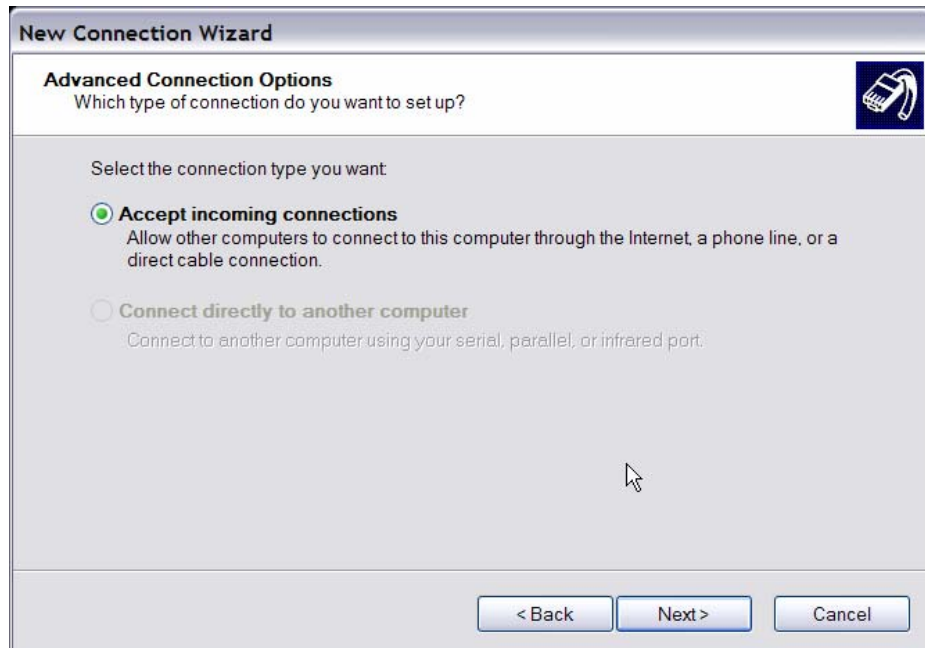 New Connection Wizard
Advanced Connection Options
Which type of connection do you want to set up?
Select the connection type you want:
Accept incoming connections
Allow other computers to connect to this computer through the Internet, a phone line, or a
direct cable connection.
Connect directly to another computer
Connect to another computer using your serial, parallel, or infrared port.
< Back Next > Cancel